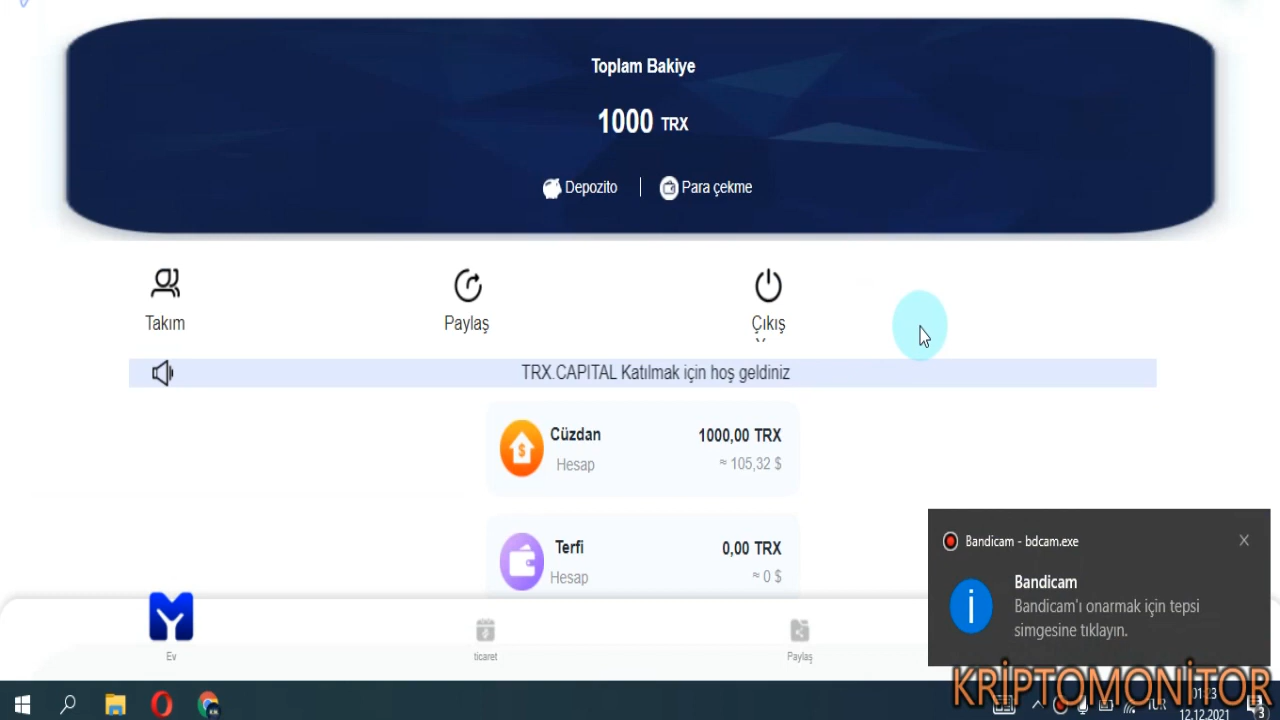 Toplam Bakiye
1000 TRX
Depozito
Para çekme
Takım
Paylaş
Çıkış
TRX.CAPITAL Katılmak için hoş geldiniz
Cüzdan
1000,00 TRX
Hesap
≈ 105,32 $
Terfi
0,00 TRX
Hesap
≈ 0 $
Bandicam - bdcam.exe
Bandicam
Bandicam'ı onarmak için tepsi
simgesine tıklayın.
Ev
ticaret
Paylaş
KRİPTOMONİTOR
TUR
12.12.2021
3